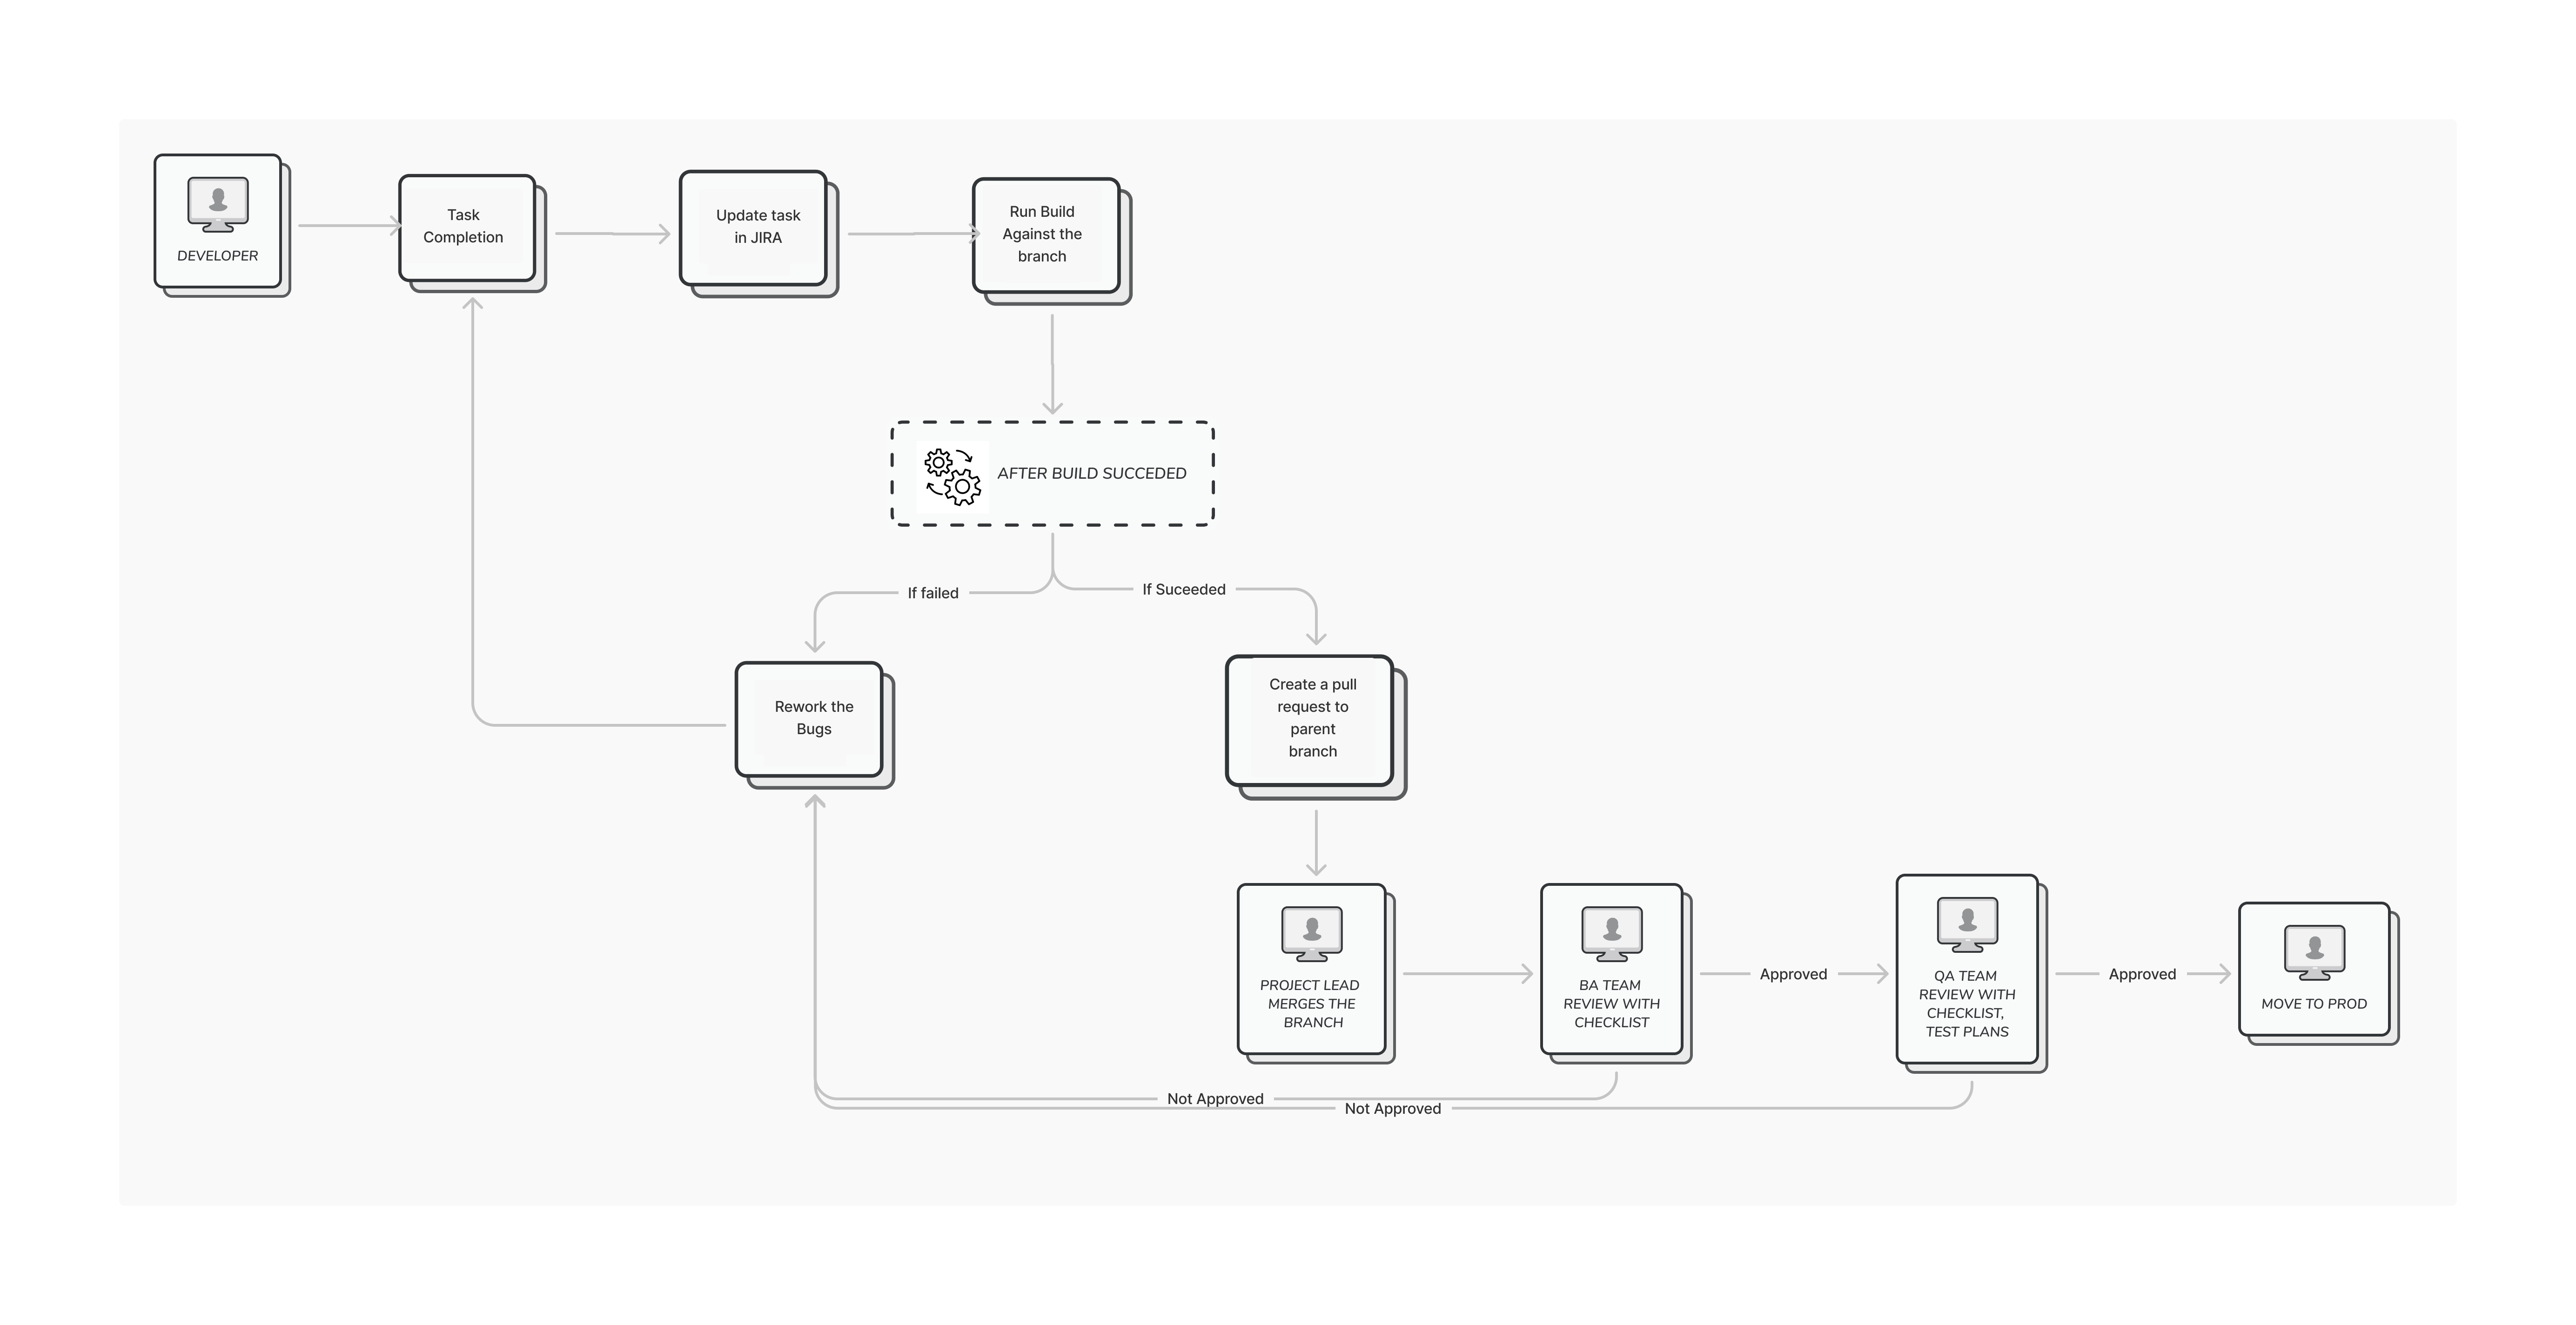 DEVELOPER
Task
Completion
Update task
in JIRA
Run Build
Against the
branch
AFTER BUILD SUCCEDED
If failed
If Suceeded
Rework the
Bugs
Create a pull
request to
parent
branch
PROJECT LEAD
MERGES THE
BRANCH
BA TEAM
REVIEW WITH
CHECKLIST
Approved
QA TEAM
REVIEW WITH
CHECKLIST,
TEST PLANS
Approved
MOVE TO PROD
Not Approved
Not Approved